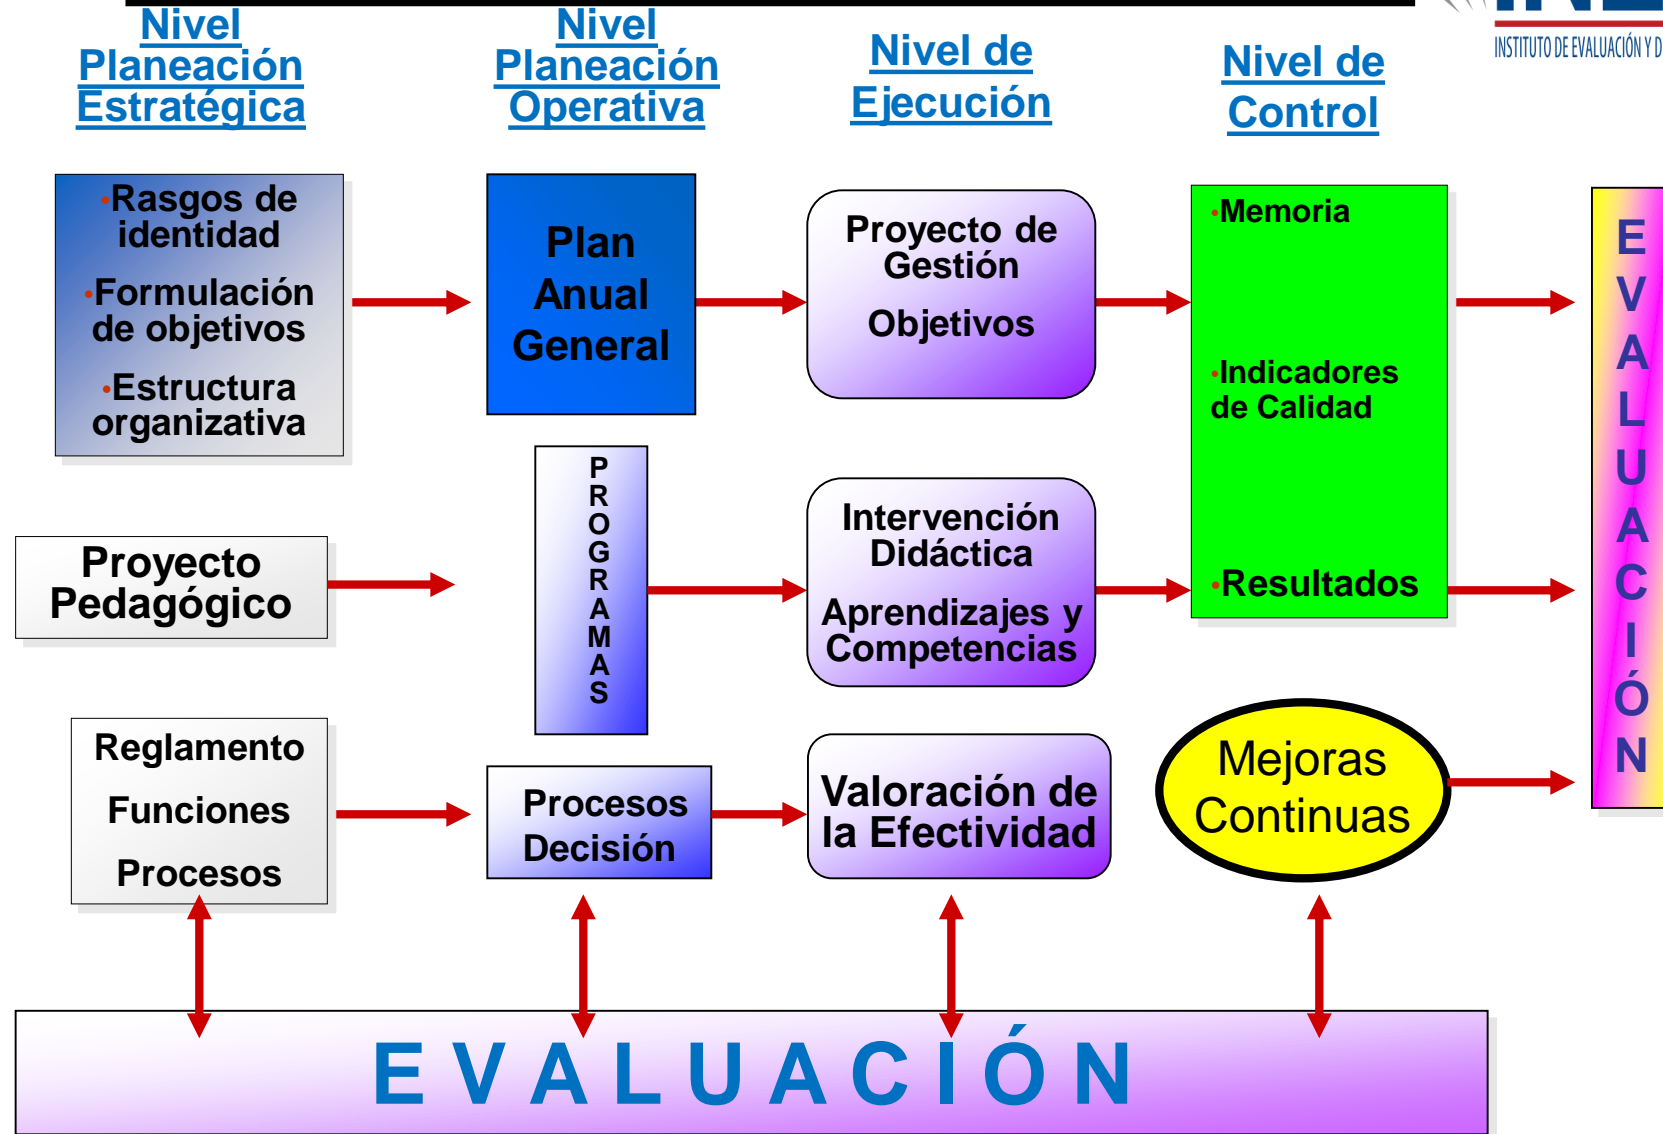 Nivel
Planeación
Estratégica
Nivel
Planeación
Operativa
Nivel de
Ejecución
Nivel de
Control
INSTITUTO DE EVALUACIÓN Y D
•Rasgos de
identidad
•Formulación
de objetivos
•Estructura
organizativa
Plan
Anual
General
Proyecto de
Gestión
Objetivos
•Memoria
•Indicadores
de Calidad
•Resultados
EVALUACIÓN
Proyecto
Pedagógico
PROGRAMAS
Intervención
Didáctica
Aprendizajes y
Competencias
Reglamento
Funciones
Procesos
Procesos
Decisión
Valoración de
la Efectividad
Mejoras
Continuas
E V A L U A C I Ó N